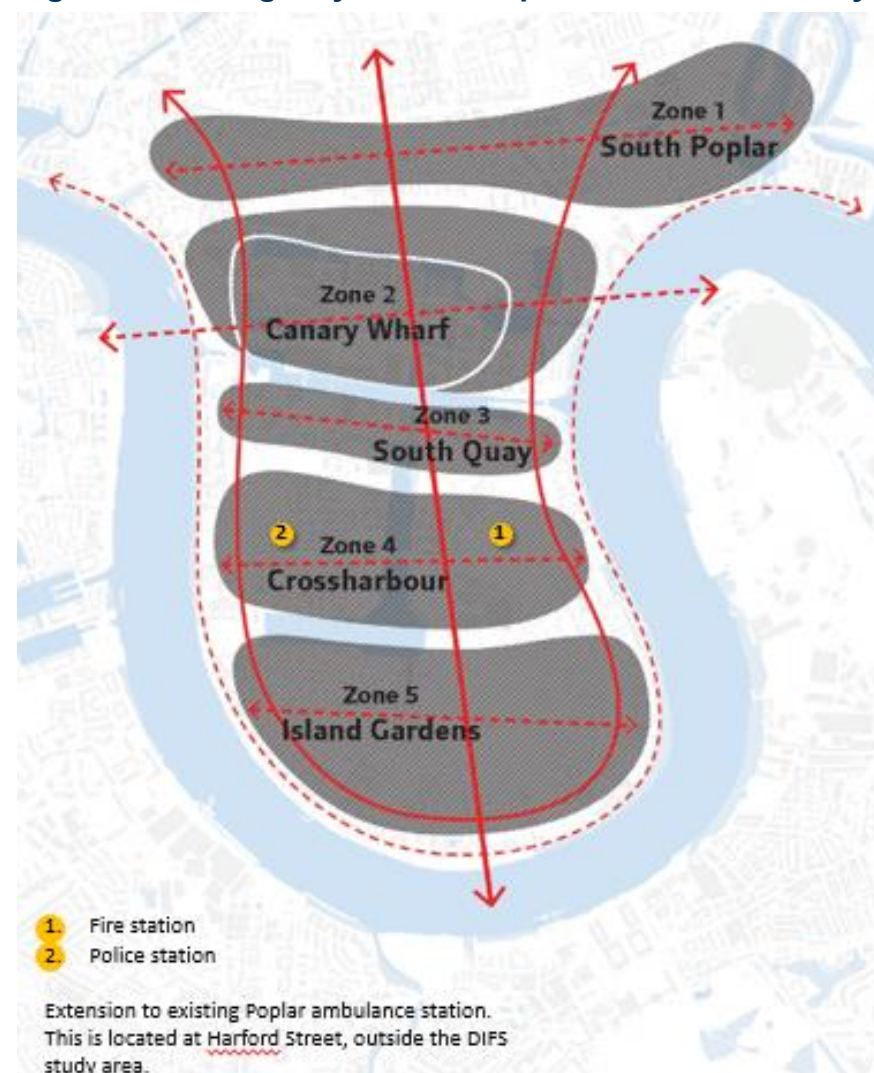 Zone 1
South Poplar
Zone 2
Canary Wharf
Zone 3
South Quay
2
1
Zone 4
Crossharbour
Zone 5
Island Gardens
1. Fire station
2. Police station
Extension to existing Poplar ambulance station.
This is located at Harford Street, outside the DIFS
study area.